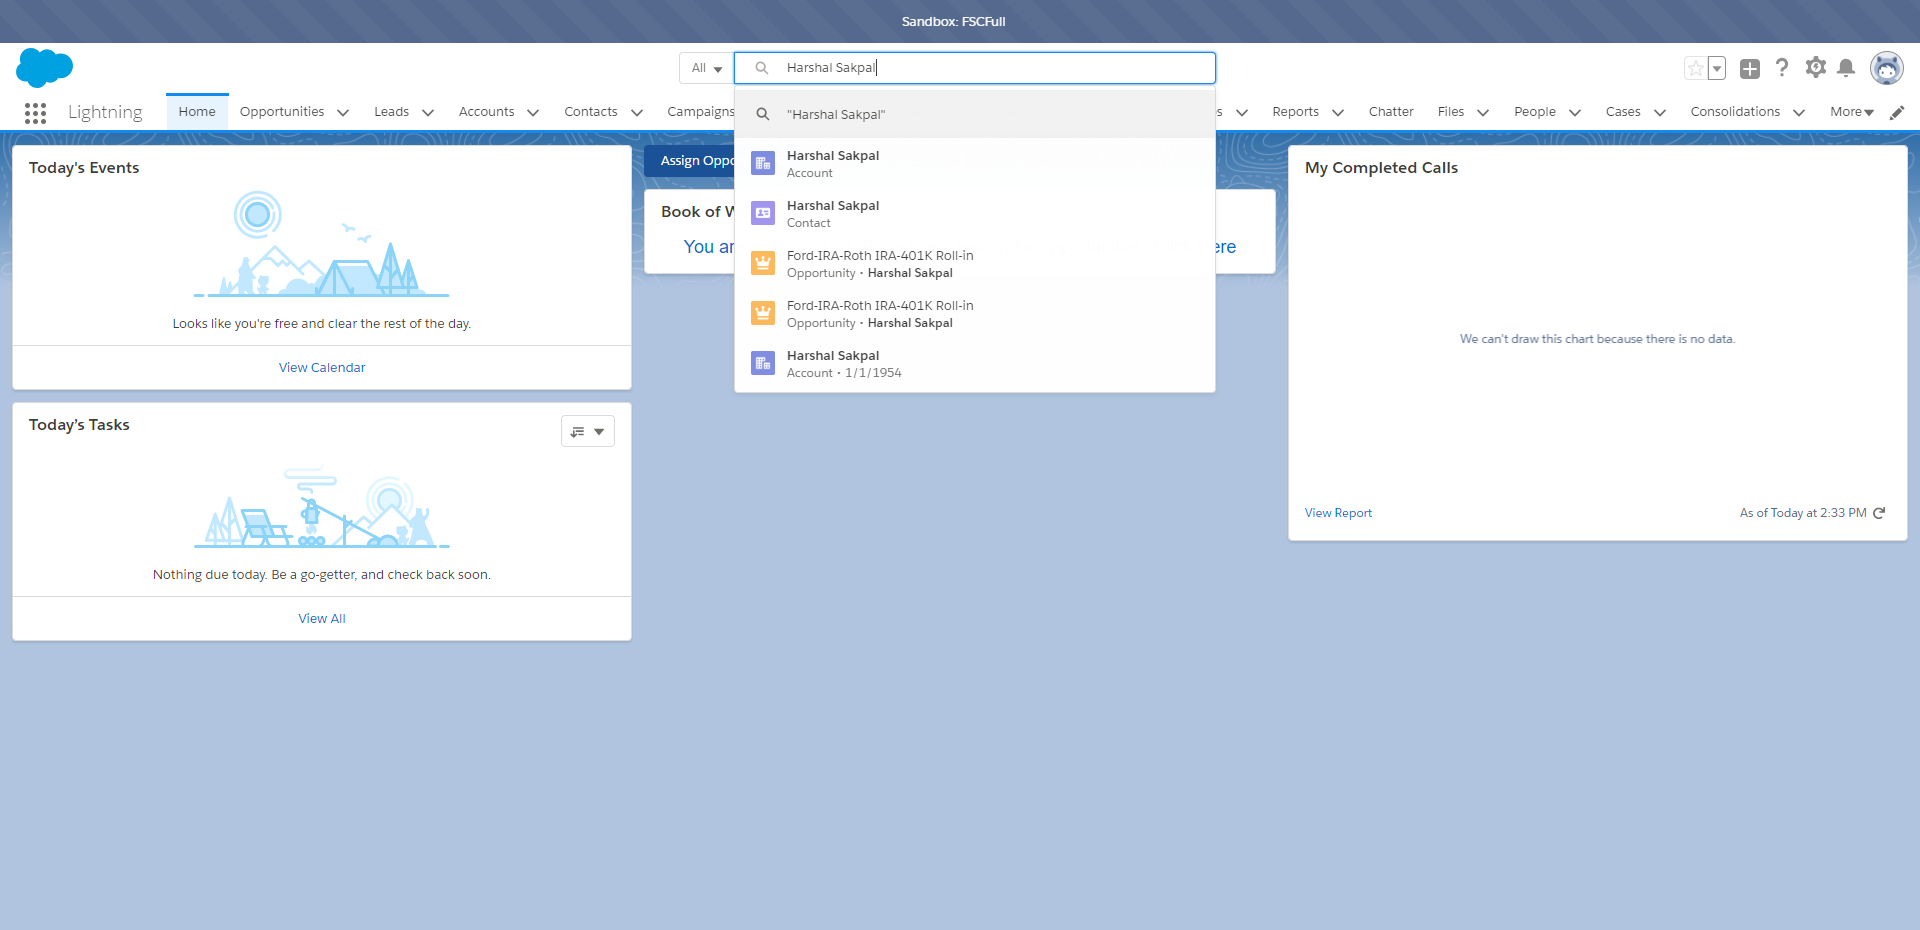 Sandbox: FSCFull
All
Harshal Sakpal
Lightning
Home
Opportunities
Leads
Accounts
Contacts
Campaigns
Reports
Chatter
Files
People
Cases
Consolidations
More
"Harshal Sakpal"
Harshal Sakpal
Account
Harshal Sakpal
Contact
Ford-IRA-Roth IRA-401K Roll-in
Opportunity • Harshal Sakpal
Ford-IRA-Roth IRA-401K Roll-in
Opportunity • Harshal Sakpal
Harshal Sakpal
Account • 1/1/1954
Today's Events
Looks like you're free and clear the rest of the day.
View Calendar
Today's Tasks
Nothing due today. Be a go-getter, and check back soon.
View All
Assign Oppo
Book of W
You ar
ere
My Completed Calls
We can't draw this chart because there is no data.
View Report
As of Today at 2:33 PM